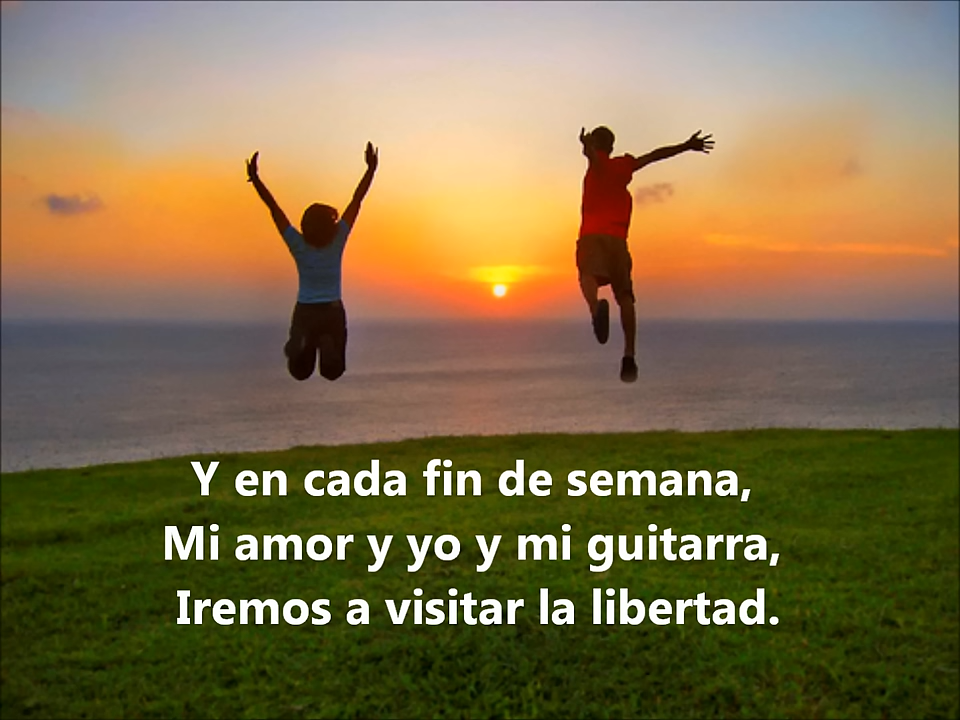 Y en cada fin de semana,
Mi amor y yo y mi guitarra,
Iremos a visitar la libertad.